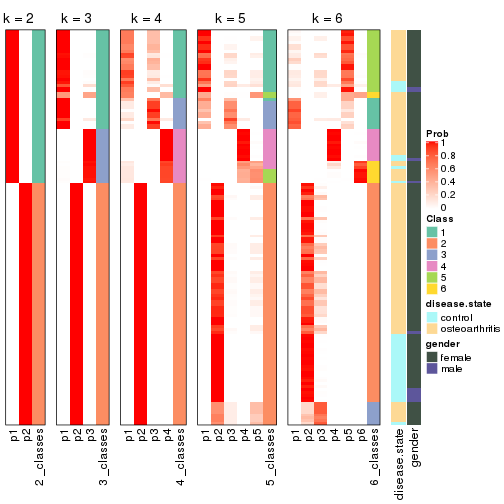 k = 2
k = 3
k = 4
k = 5
k = 6
Prob
1
0.8
0.6
0.4
0.2
0
Class
1
2
3
4
5
6
disease.state
control
osteoarthritis
gender
female
male
p1
p2
2_classes
p1
p2
p3
3_classes
p1
p2
p3
p4
4_classes
p1
p2
p3
p4
p5
5_classes
p1
p2
p3
p4
p5
p6
6_classes
disease.state
gender